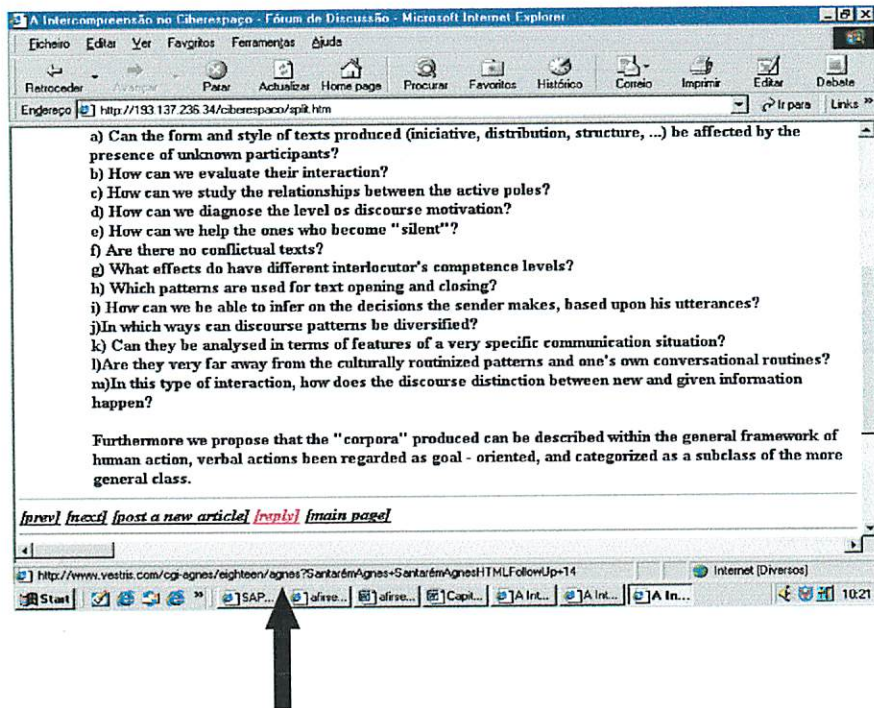 A Intercompreensão no Ciberespaço - Fórum de Discussão - Microsoft Internet Explorer
Ficheiro Editar Ver Favoritos Ferramentas Ajuda
Retroceder Avançar Parar Actualizar Home page Procurar Favoritos Histórico Correio Imprimir Editar Debate
Endereço http://193.137.236.34/ciberespaco/split.htm Ir para Links »
a) Can the form and style of texts produced (iniciative, distribution, structure, ...) be affected by the
presence of unknown participants?
b) How can we evaluate their interaction?
c) How can we study the relationships between the active poles?
d) How can we diagnose the level os discourse motivation?
e) How can we help the ones who become "silent"?
f) Are there no conflictual texts?
g) What effects do have different interlocutor's competence levels?
h) Which patterns are used for text opening and closing?
i) How can we be able to infer on the decisions the sender makes, based upon his utterances?
j)In which ways can discourse patterns be diversified?
k) Can they be analysed in terms of features of a very specific communication situation?
l)Are they very far away from the culturally routinized patterns and one's own conversational routines?
m)In this type of interaction, how does the discourse distinction between new and given information
happen?
Furthermore we propose that the "corpora" produced can be described within the general framework of
human action, verbal actions been regarded as goal - oriented, and categorized as a subclass of the more
general class.
[prev] [next] [post a new article] [reply] [main page]
http://www.vestris.com/cgi-agnes/eighteen/agnes?SantarémAgnes+SantarémAgnesHTMLFollowUp+14 Internet [Diversos]
Start » SAP... afirse... afirse... Capit... A Int... A Int... A In... 10:21